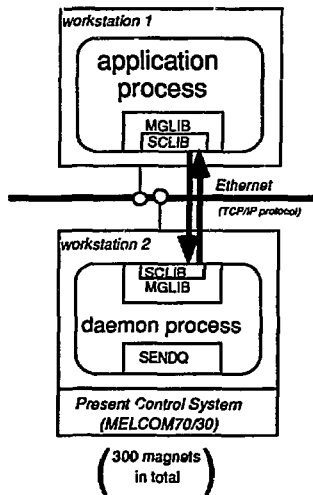 workstation 1
application
process
MGLIB
SCLIB
Ethernet
(TCP/IP protocol)
workstation 2
SCLIB
MGLIB
daemon process
SENDQ
Present Control System
(MELCOM70/30)
(300 magnets
in total)